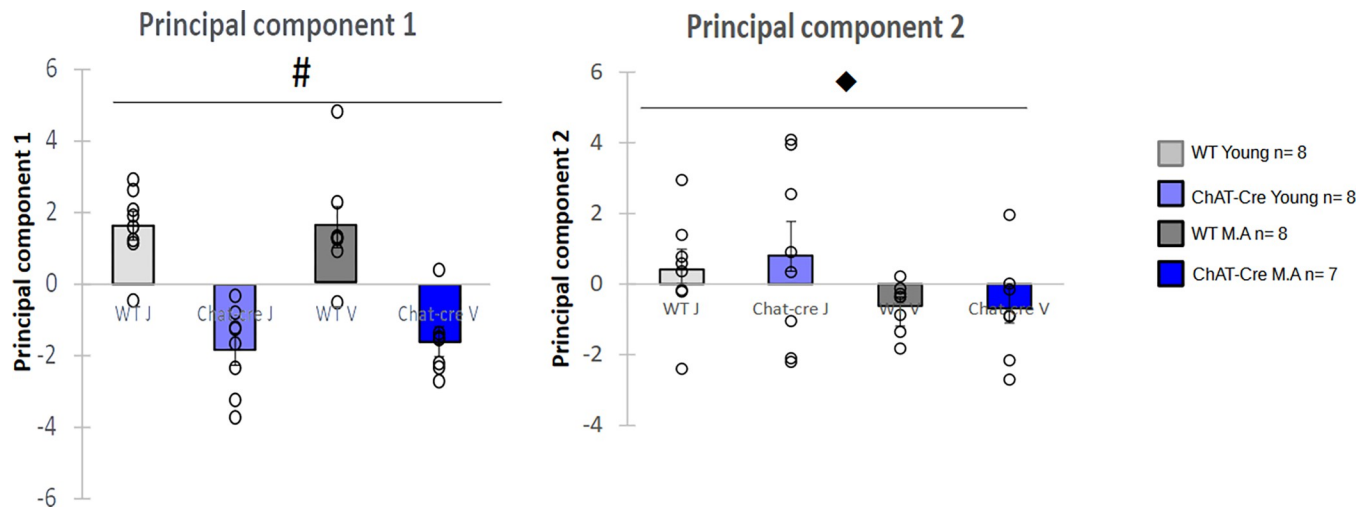 Principal component 1
#
Principal component 1
6
4
2
0
-2
-4
-6
WT J
Chat-cre J
WT V
Chat-cre V
Principal component 2
◆
Principal component 2
6
4
2
0
-2
-4
WT J
Chat-cre J
WT V
Chat-cre V
WT Young n= 8
ChAT-Cre Young n= 8
WT M.A n= 8
ChAT-Cre M.A n= 7